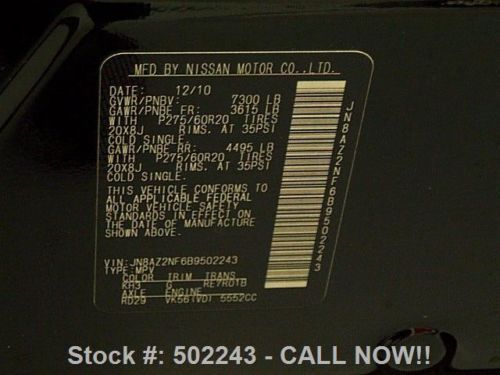 MFD BY NISSAN MOTOR CO.,LTD.
DATE: 12/10
GVWR/PNBV: 7300 LB
GAWR/PNBE FR: 3615 LB
WITH P275/60R20 TIRES
20X8J RIMS. AT 35PSI
COLD SINGLE.
GAWR/PNBE RR: 4495 LB
WITH P275/60R20 TIRES
20X8J RIMS. AT 35PSI
COLD SINGLE.
THIS VEHICLE CONFORMS TO
ALL APPLICABLE FEDERAL
MOTOR VEHICLE SAFETY
STANDARDS IN EFFECT ON
THE DATE OF MANUFACTURE
SHOWN ABOVE.
VIN: JN8AZ2NF6B9502243
TYPE: MPV
COLOR TRIM TRANS
KH3 G RE7R01B
AXLE ENGINE
RD29 VK56(VD) 5552CC
JN8AZ2NF6B9502243
Stock #: 502243 - CALL NOW!!